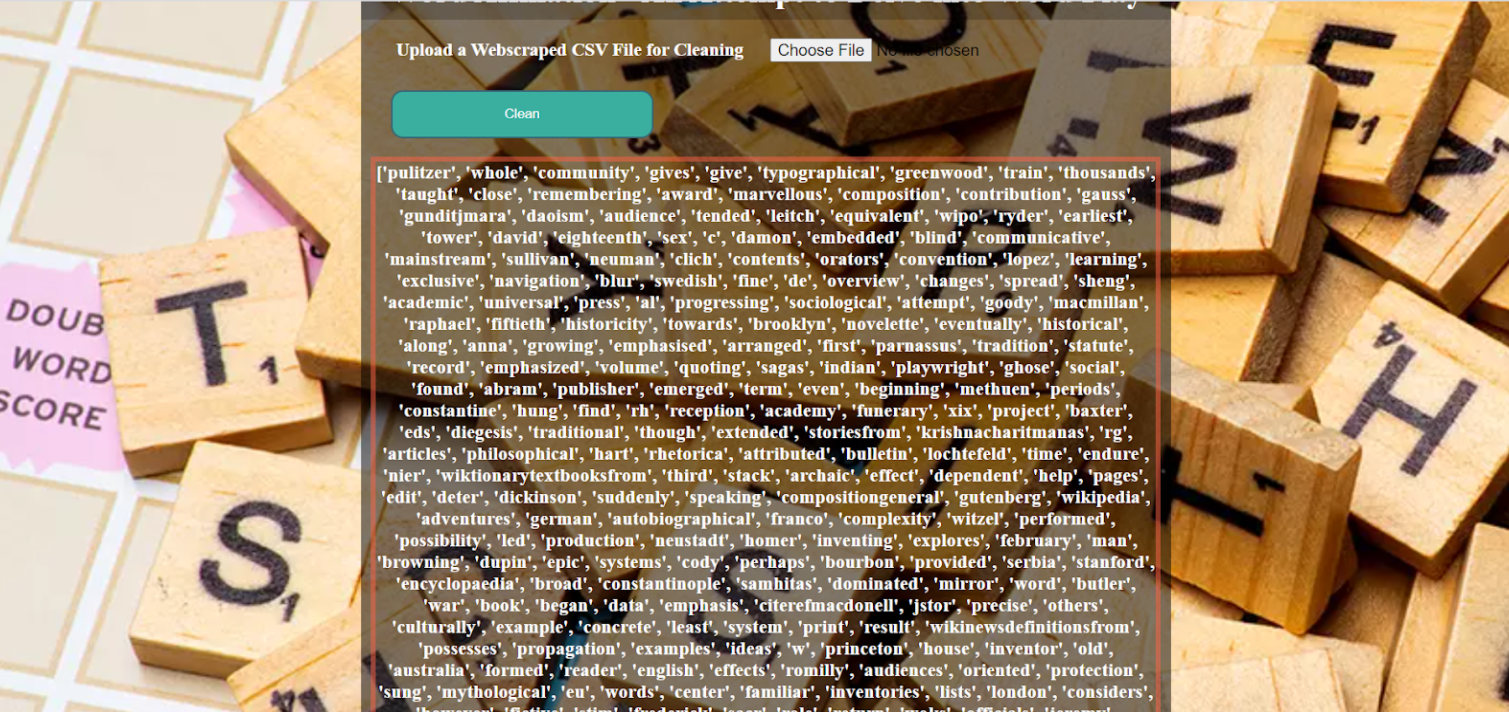 Upload a Webscraped CSV File for Cleaning Choose File No file chosen
Clean
['pulitzer', 'whole', 'community', 'gives', 'give', 'typographical', 'greenwood', 'train', 'thousands',
'taught', 'close', 'remembering', 'award', 'marvellous', 'composition', 'contribution', 'gauss',
'gunditjmara', 'daoism', 'audience', 'tended', 'leitch', 'equivalent', 'wipo', 'ryder', 'earliest',
'tower', 'david', 'eighteenth', 'sex', 'c', 'damon', 'embedded', 'blind', 'communicative',
'mainstream', 'sullivan', 'neuman', 'clich', 'contents', 'orators', 'convention', 'lopez', 'learning',
'exclusive', 'navigation', 'blur', 'swedish', 'fine', 'de', 'overview', 'changes', 'spread', 'sheng',
'academic', 'universal', 'press', 'al', 'progressing', 'sociological', 'attempt', 'goody', 'macmillan',
'raphael', 'fiftieth', 'historicity', 'towards', 'brooklyn', 'novelette', 'eventually', 'historical',
'along', 'anna', 'growing', 'emphasised', 'arranged', 'first', 'parnassus', 'tradition', 'statute',
'record', 'emphasized', 'volume', 'quoting', 'sagas', 'indian', 'playwright', 'ghose', 'social',
'found', 'abram', 'publisher', 'emerged', 'term', 'even', 'beginning', 'methuen', 'periods',
'constantine', 'hung', 'find', 'rh', 'reception', 'academy', 'funerary', 'xix', 'project', 'baxter',
'eds', 'diegesis', 'traditional', 'though', 'extended', 'storiesfrom', 'krishnacharitmanas', 'rg',
'articles', 'philosophical', 'hart', 'rhetorica', 'attributed', 'bulletin', 'lochtefeld', 'time', 'endure',
'nier', 'wiktionarytextbooksfrom', 'third', 'stack', 'archaic', 'effect', 'dependent', 'help', 'pages',
'edit', 'deter', 'dickinson', 'suddenly', 'speaking', 'compositiongeneral', 'gutenberg', 'wikipedia',
'adventures', 'german', 'autobiographical', 'franco', 'complexity', 'witzel', 'performed',
'possibility', 'led', 'production', 'neustadt', 'homer', 'inventing', 'explores', 'february', 'man',
'browning', 'dupin', 'epic', 'systems', 'cody', 'perhaps', 'bourbon', 'provided', 'serbia', 'stanford',
'encyclopaedia', 'broad', 'constantinople', 'samhitas', 'dominated', 'mirror', 'word', 'butler',
'war', 'book', 'began', 'data', 'emphasis', 'citerefmacdonell', 'jstor', 'precise', 'others',
'culturally', 'example', 'concrete', 'least', 'system', 'print', 'result', 'wikinewsdefinitionsfrom',
'possesses', 'propagation', 'examples', 'ideas', 'w', 'princeton', 'house', 'inventor', 'old',
'australia', 'formed', 'reader', 'english', 'effects', 'romilly', 'audiences', 'oriented', 'protection',
'sung', 'mythological', 'eu', 'words', 'center', 'familiar', 'inventories', 'lists', 'london', 'considers',
DOUB
WORD
SCORE
T 1
S 1
W 4
H 4